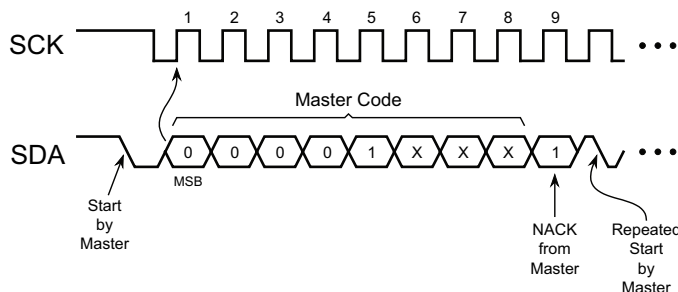 1 2 3 4 5 6 7 8 9
SCK
Master Code
SDA
0 0 0 0 1 X X X 1
MSB
Start
by
Master
NACK
from
Master
Repeated
Start
by
Master